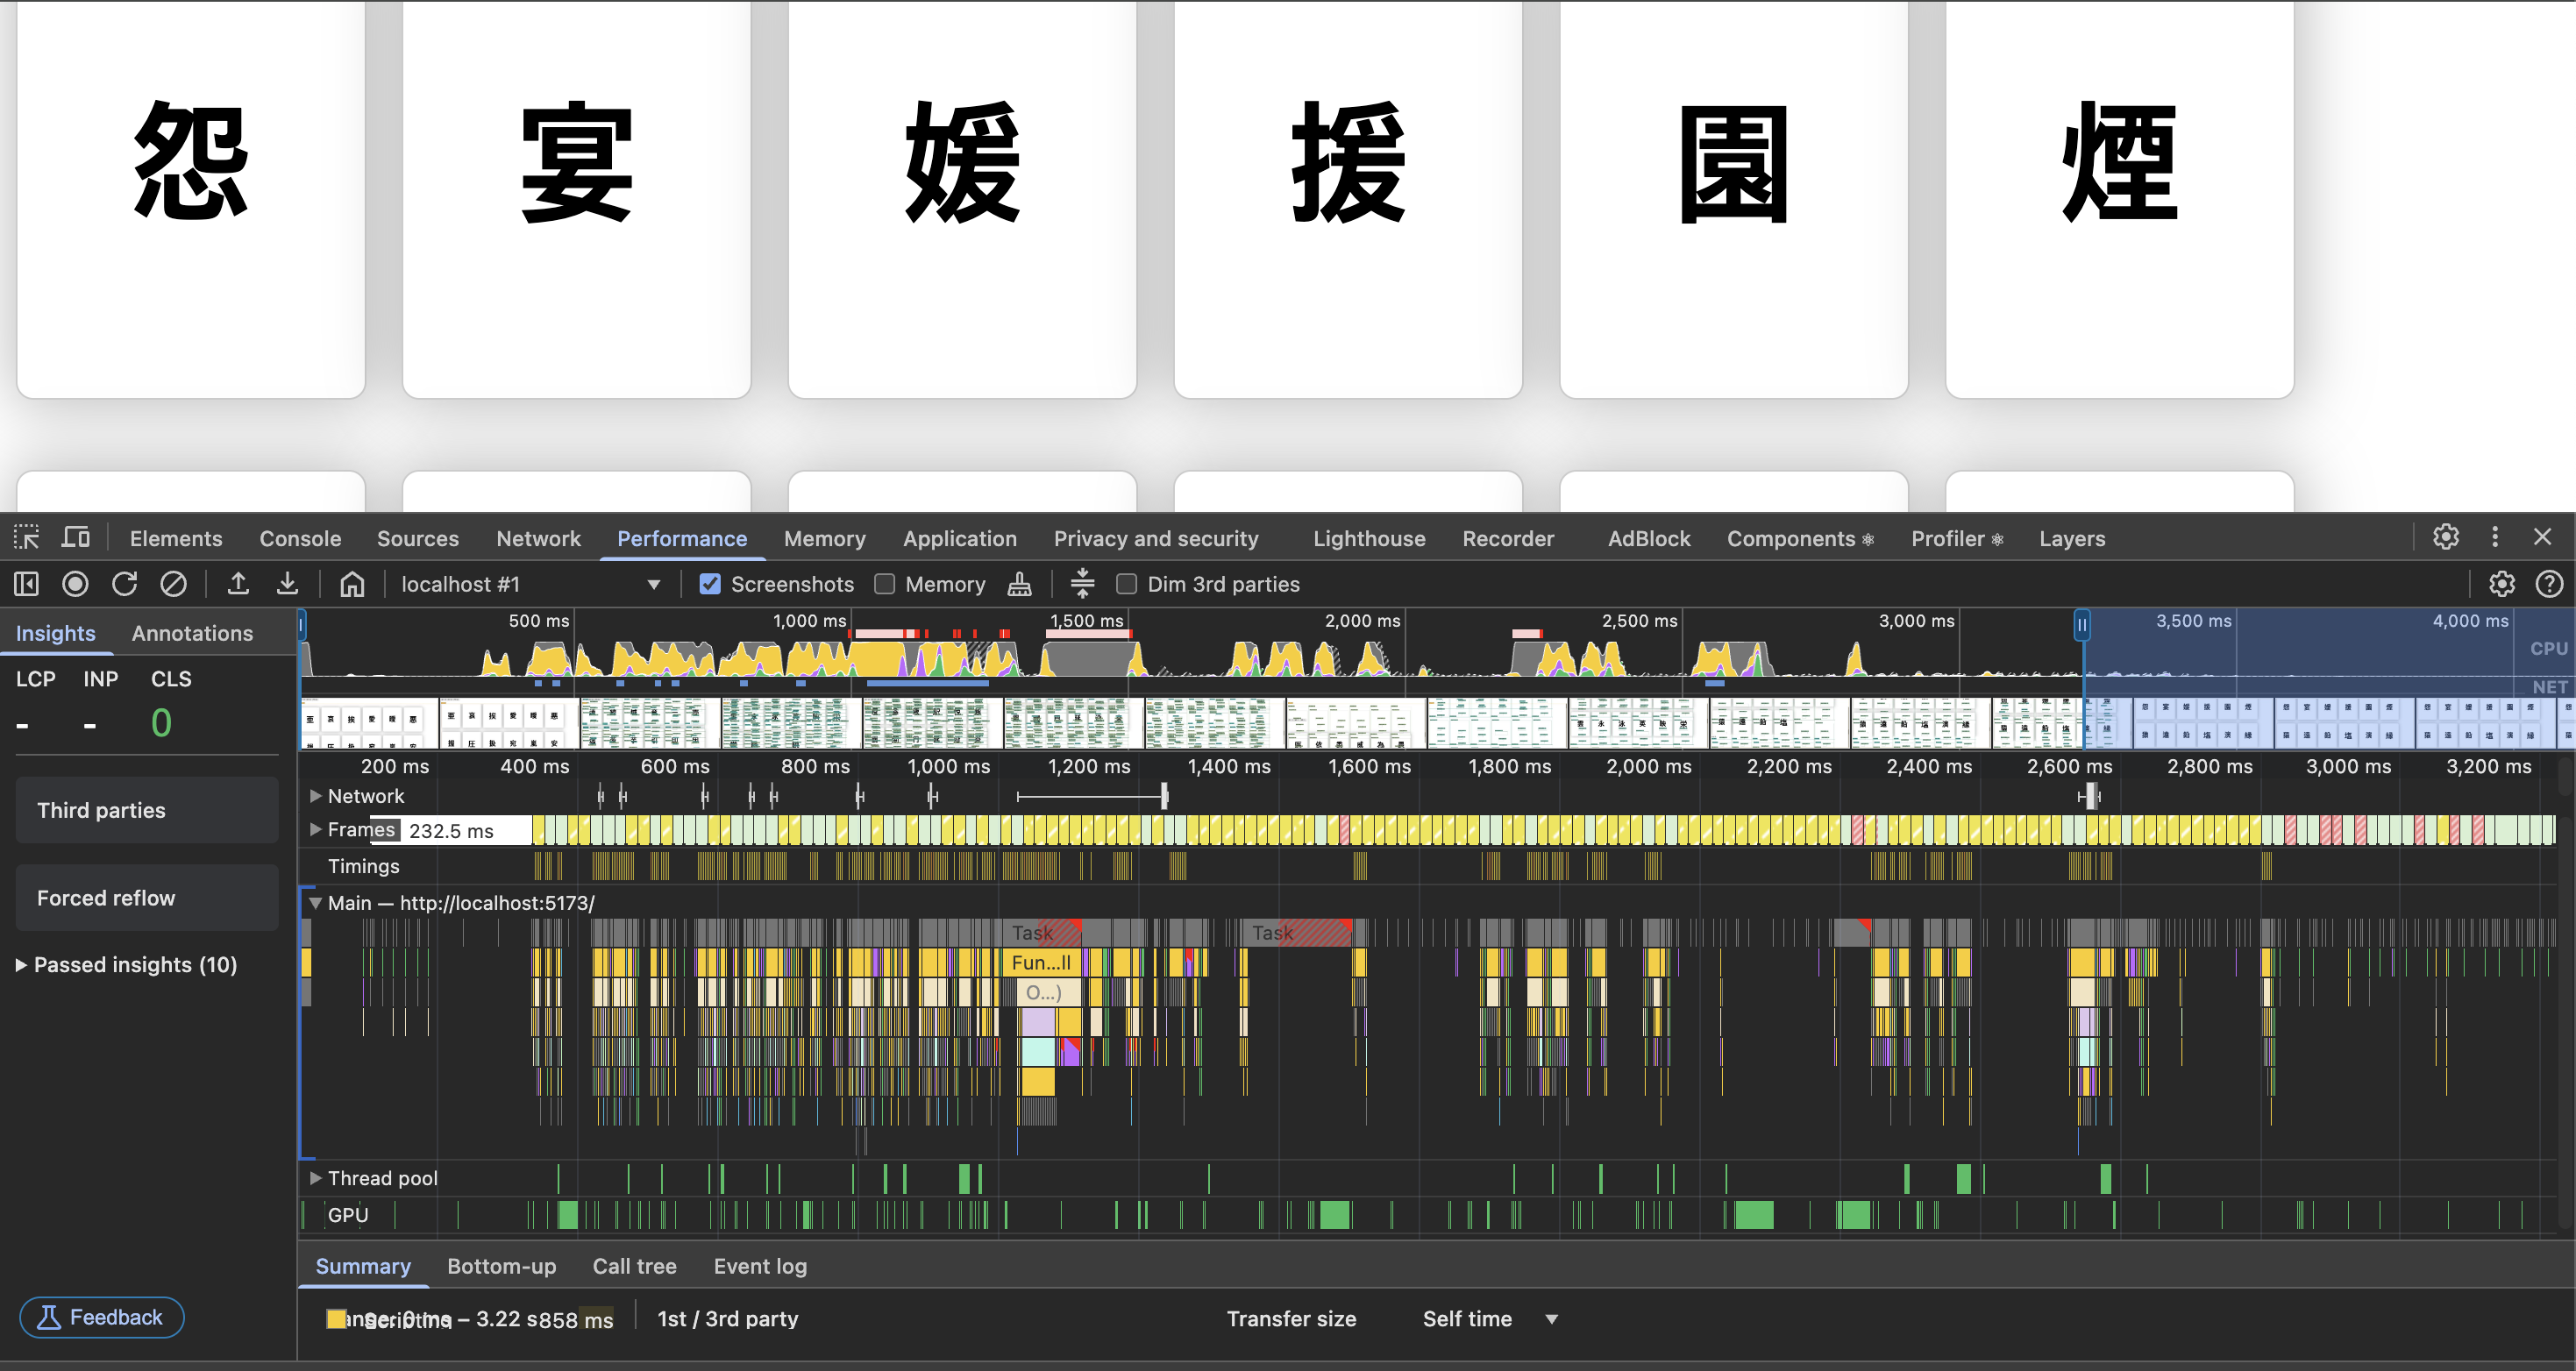 怨 宴 媛 援 園 煙
Elements Console Sources Network Performance Memory Application Privacy and security Lighthouse Recorder AdBlock Components ⚛ Profiler ⚛ Layers
localhost #1 Screenshots Memory Dim 3rd parties
Insights Annotations
LCP INP CLS
- - 0
Third parties
Forced reflow
Passed insights (10)
Feedback
500 ms 1,000 ms 1,500 ms 2,000 ms 2,500 ms 3,000 ms 3,500 ms 4,000 ms
CPU
NET
200 ms 400 ms 600 ms 800 ms 1,000 ms 1,200 ms 1,400 ms 1,600 ms 1,800 ms 2,000 ms 2,200 ms 2,400 ms 2,600 ms 2,800 ms 3,000 ms 3,200 ms
Network
Frames 232.5 ms
Timings
Main — http://localhost:5173/
Task Task
Fun...ll
O...)
Thread pool
GPU
Summary Bottom-up Call tree Event log
0 ms – 3.22 s 858 ms 1st / 3rd party Transfer size Self time